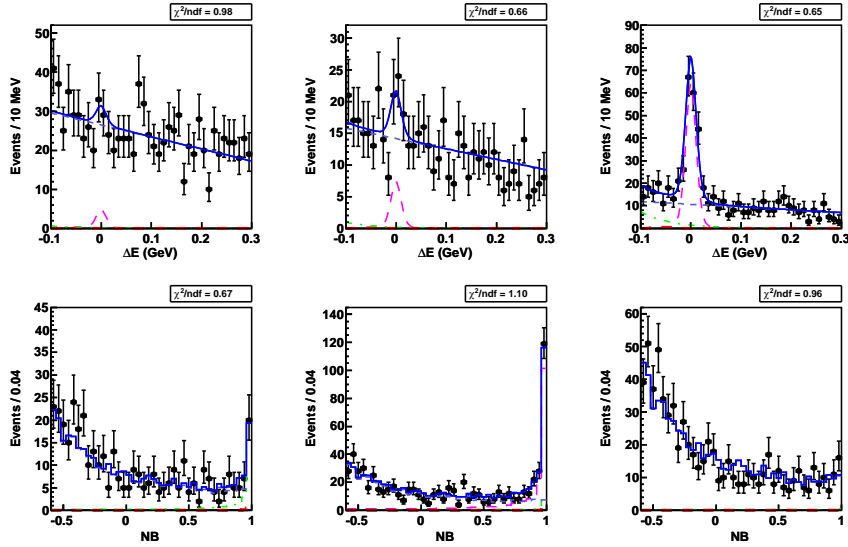 χ²/ndf = 0.98
Events / 10 MeV
50
40
30
20
10
0
-0.1 0 0.1 0.2 0.3
ΔE (GeV)
χ²/ndf = 0.66
Events / 10 MeV
30
25
20
15
10
5
0
-0.1 0 0.1 0.2 0.3
ΔE (GeV)
χ²/ndf = 0.65
Events / 10 MeV
90
80
70
60
50
40
30
20
10
0
-0.1 0 0.1 0.2 0.3
ΔE (GeV)
χ²/ndf = 0.67
Events / 0.04
45
40
35
30
25
20
15
10
5
0
-0.5 0 0.5 1
NB
χ²/ndf = 1.10
Events / 0.04
140
120
100
80
60
40
20
0
-0.5 0 0.5 1
NB
χ²/ndf = 0.96
Events / 0.04
60
50
40
30
20
10
0
-0.5 0 0.5 1
NB